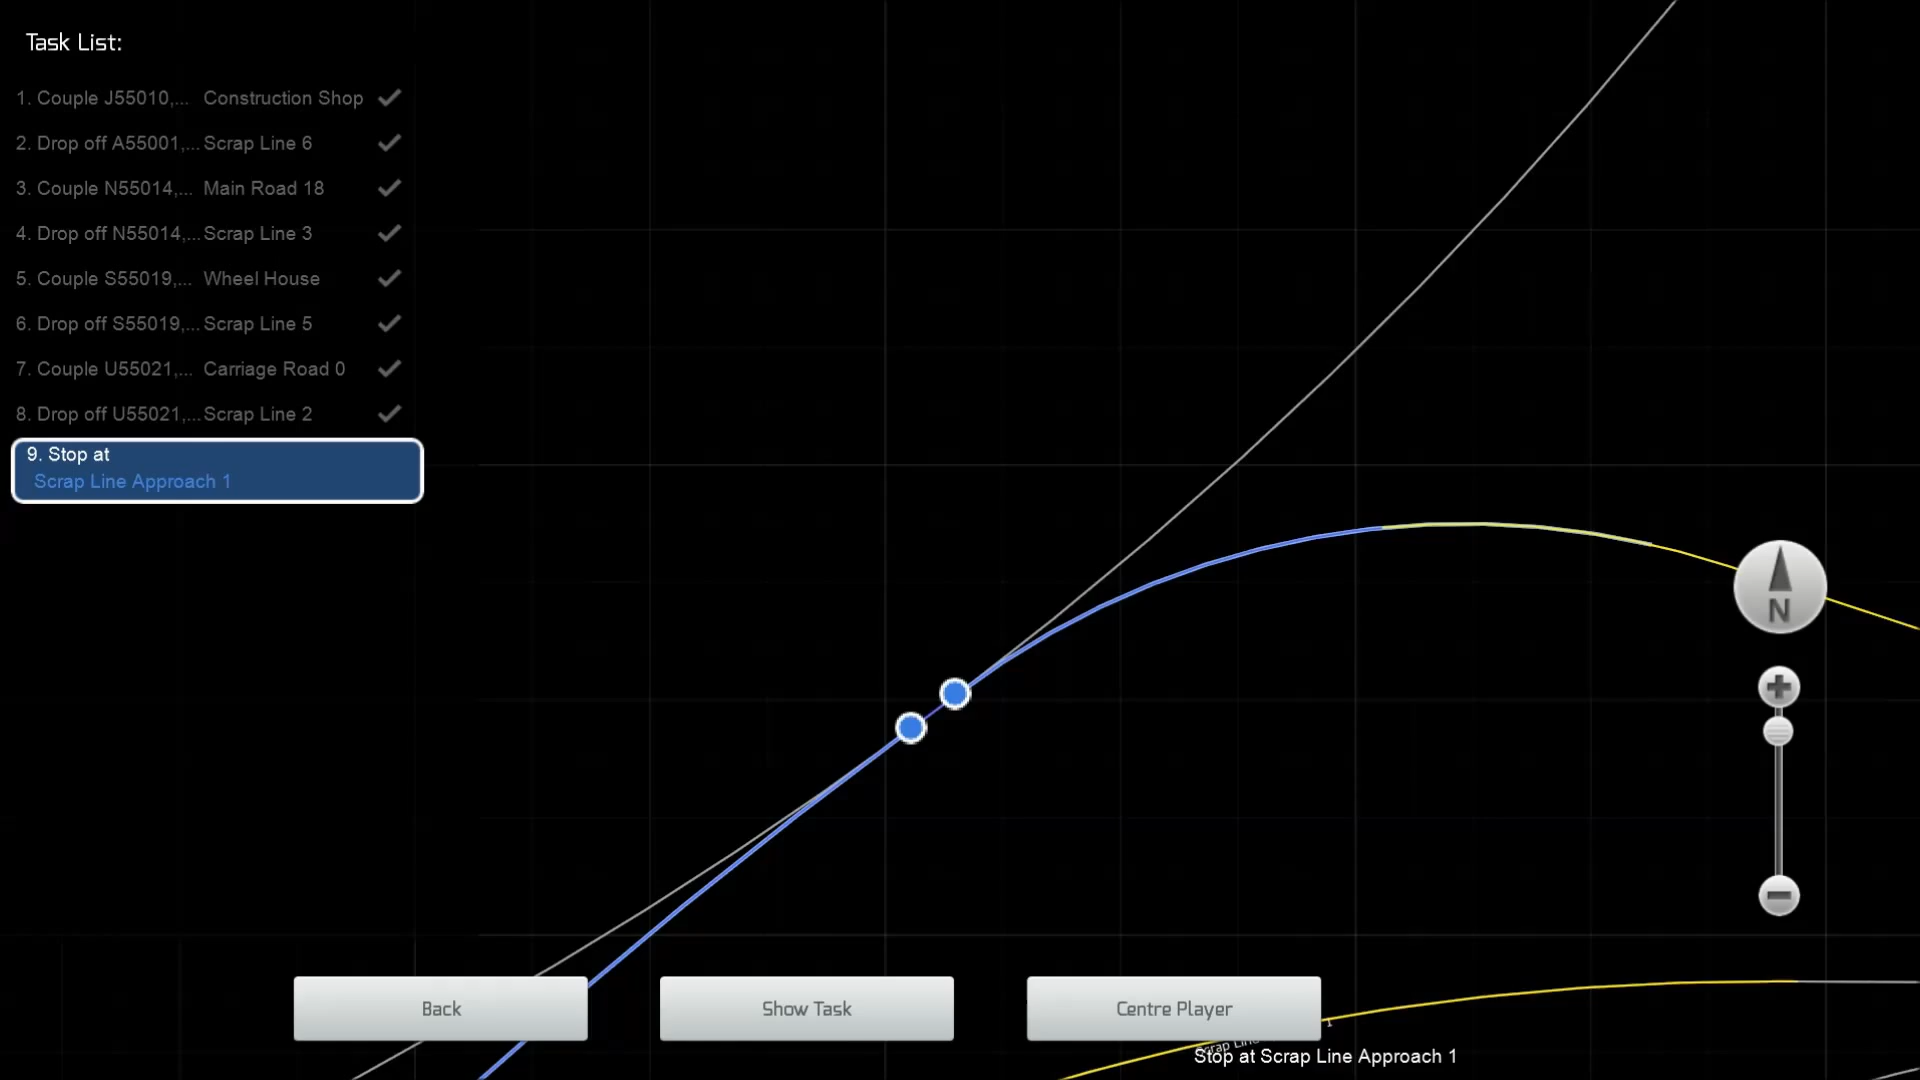 Task List:
1. Couple J55010,... Construction Shop
2. Drop off A55001,... Scrap Line 6
3. Couple N55014,... Main Road 18
4. Drop off N55014,... Scrap Line 3
5. Couple S55019,... Wheel House
6. Drop off S55019,... Scrap Line 5
7. Couple U55021,... Carriage Road 0
8. Drop off U55021,... Scrap Line 2
9. Stop at
Scrap Line Approach 1
N
Back
Show Task
Centre Player
1
Scrap Line
Stop at Scrap Line Approach 1